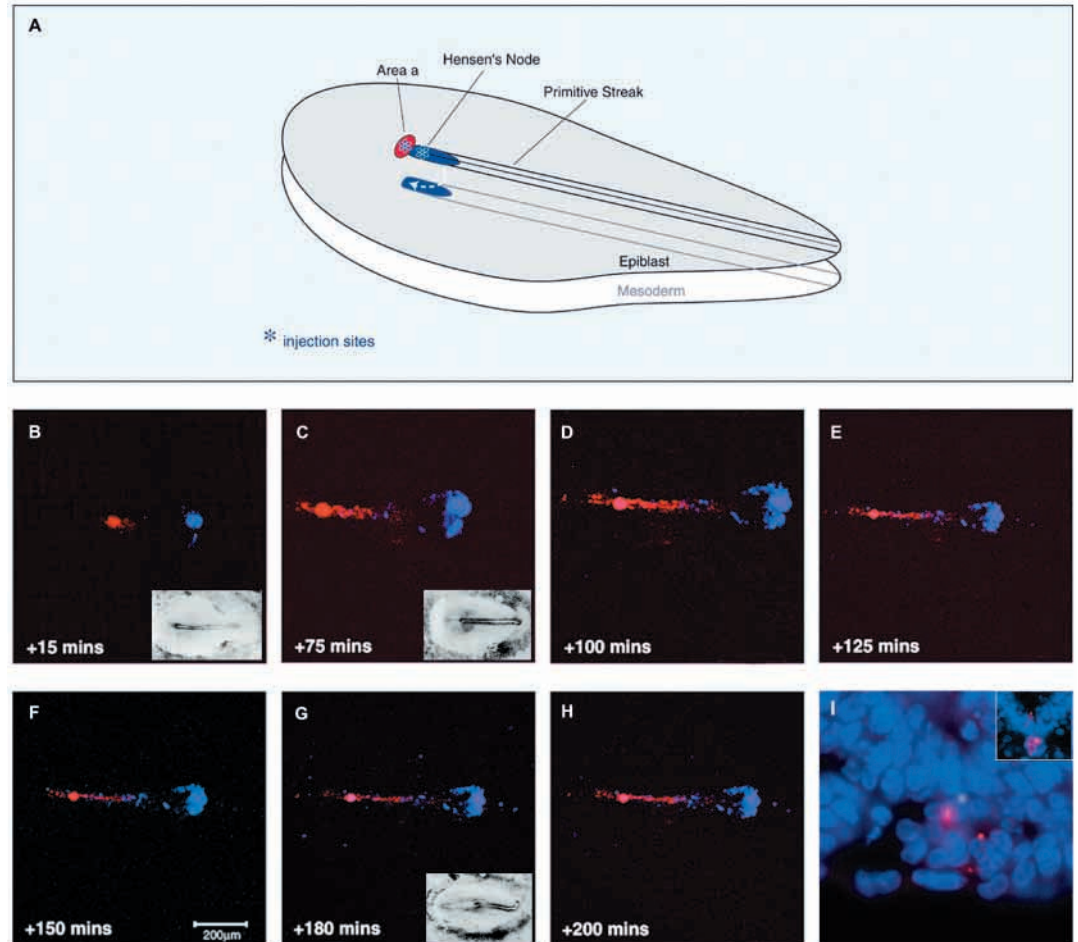 A
Hensen's Node
Area a
Primitive Streak
Epiblast
Mesoderm
* injection sites
B
+15 mins
C
+75 mins
D
+100 mins
E
+125 mins
F
+150 mins
200µm
G
+180 mins
H
+200 mins
I